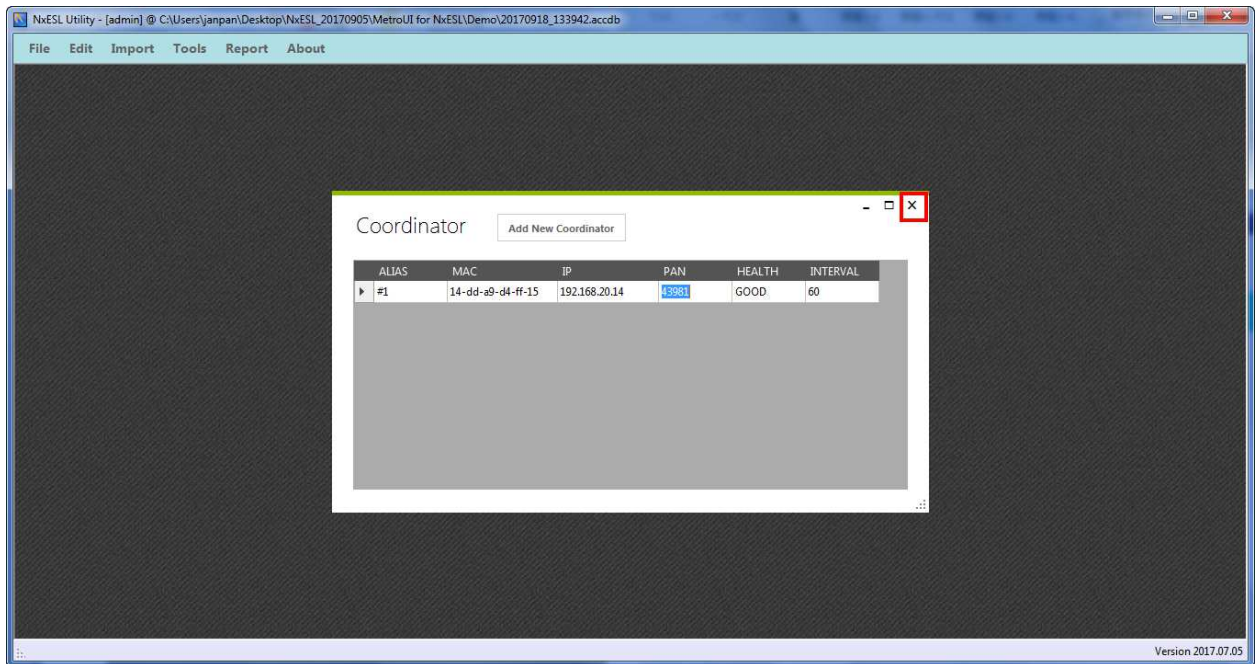 NxESL Utility - [admin] @ C:\Users\janpan\Desktop\NxESL_20170905\MetroUI for NxESL\Demo\20170918_133942.accdb
File Edit Import Tools Report About
Coordinator Add New Coordinator
ALIAS MAC IP PAN HEALTH INTERVAL
#1 14-dd-a9-d4-ff-15 192.168.20.14 43981 GOOD 60
Version 2017.07.05